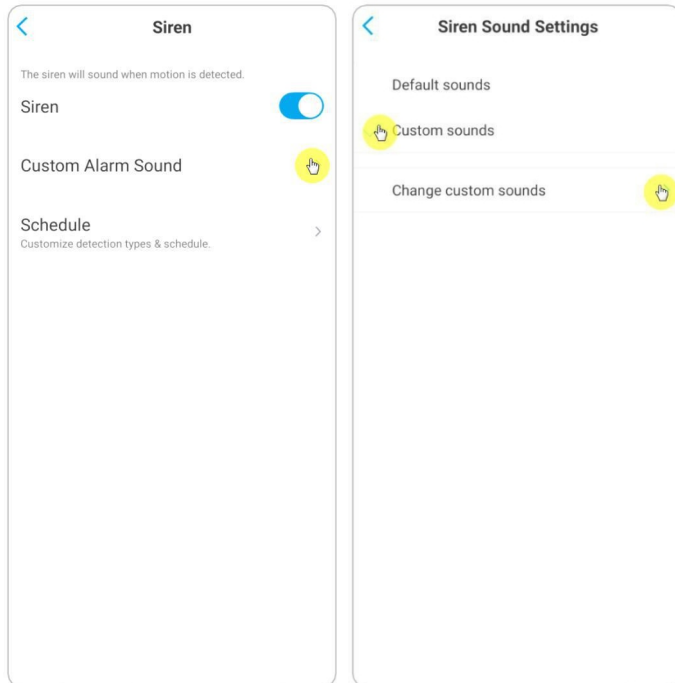 Siren
The siren will sound when motion is detected.
Siren
Custom Alarm Sound
Schedule
Customize detection types & schedule.
Siren Sound Settings
Default sounds
Custom sounds
Change custom sounds